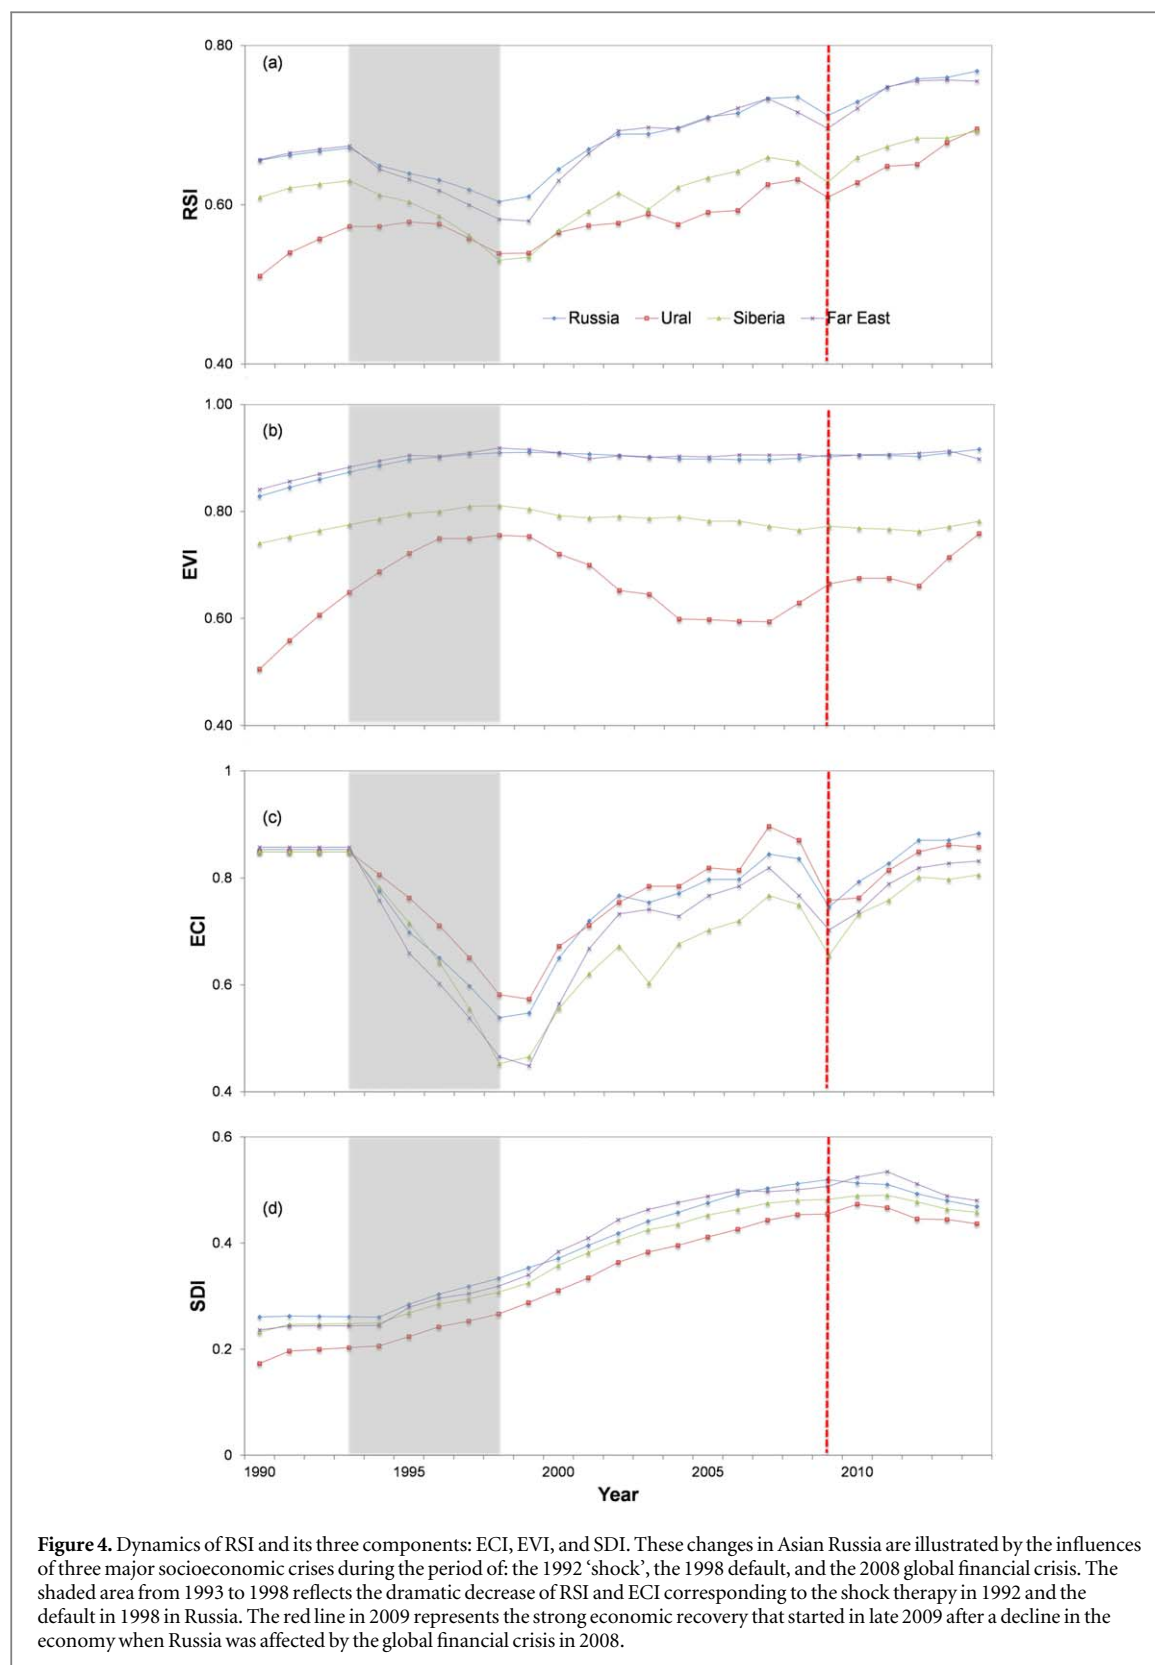 0.80
(a)
RSI
0.60
Russia Ural Siberia Far East
0.40
1.00
(b)
0.80
EVI
0.60
0.40
1
(c)
0.8
ECI
0.6
0.4
0.6
(d)
0.4
SDI
0.2
0
1990 1995 2000 2005 2010
Year
Figure 4. Dynamics of RSI and its three components: ECI, EVI, and SDI. These changes in Asian Russia are illustrated by the influences
of three major socioeconomic crises during the period of: the 1992 ‘shock’, the 1998 default, and the 2008 global financial crisis. The
shaded area from 1993 to 1998 reflects the dramatic decrease of RSI and ECI corresponding to the shock therapy in 1992 and the
default in 1998 in Russia. The red line in 2009 represents the strong economic recovery that started in late 2009 after a decline in the
economy when Russia was affected by the global financial crisis in 2008.